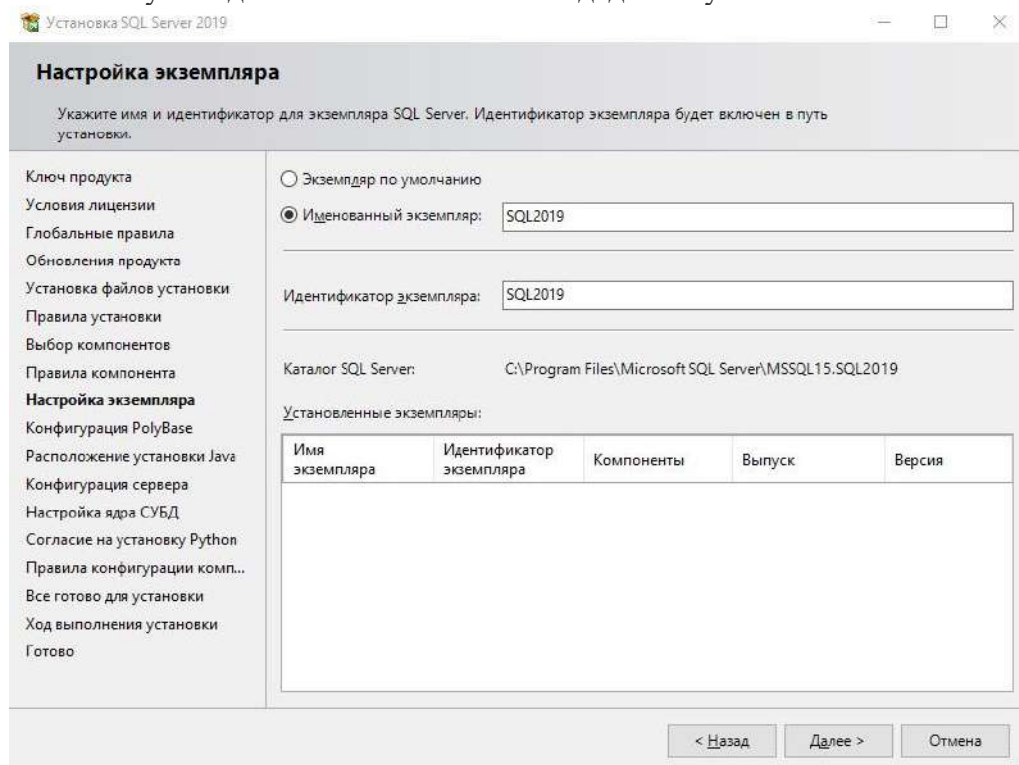 Установка SQL Server 2019
Настройка экземпляра
Укажите имя и идентификатор для экземпляра SQL Server. Идентификатор экземпляра будет включен в путь
установки.
Ключ продукта
Условия лицензии
Глобальные правила
Обновления продукта
Установка файлов установки
Правила установки
Выбор компонентов
Правила компонента
Настройка экземпляра
Конфигурация PolyBase
Расположение установки Java
Конфигурация сервера
Настройка ядра СУБД
Согласие на установку Python
Правила конфигурации комп...
Все готово для установки
Ход выполнения установки
Готово
Экземпляр по умолчанию
Именованный экземпляр: SQL2019
Идентификатор экземпляра: SQL2019
Каталог SQL Server: C:\Program Files\Microsoft SQL Server\MSSQL15.SQL2019
Установленные экземпляры:
Имя экземпляра Идентификатор экземпляра Компоненты Выпуск Версия
< Назад Далее > Отмена